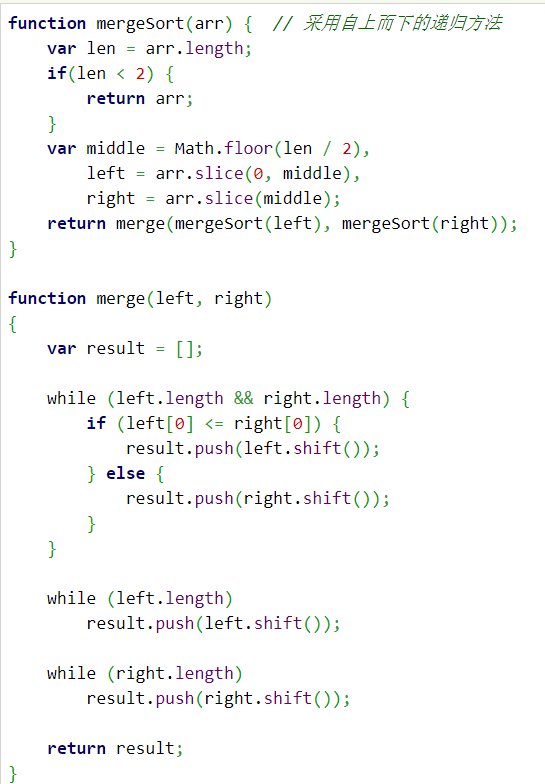 function mergeSort(arr) {  // 采用自上而下的递归方法
    var len = arr.length;
    if(len < 2) {
        return arr;
    }
    var middle = Math.floor(len / 2),
        left = arr.slice(0, middle),
        right = arr.slice(middle);
    return merge(mergeSort(left), mergeSort(right));
}

function merge(left, right)
{
    var result = [];

    while (left.length && right.length) {
        if (left[0] <= right[0]) {
            result.push(left.shift());
        } else {
            result.push(right.shift());
        }
    }

    while (left.length)
        result.push(left.shift());

    while (right.length)
        result.push(right.shift());

    return result;
}